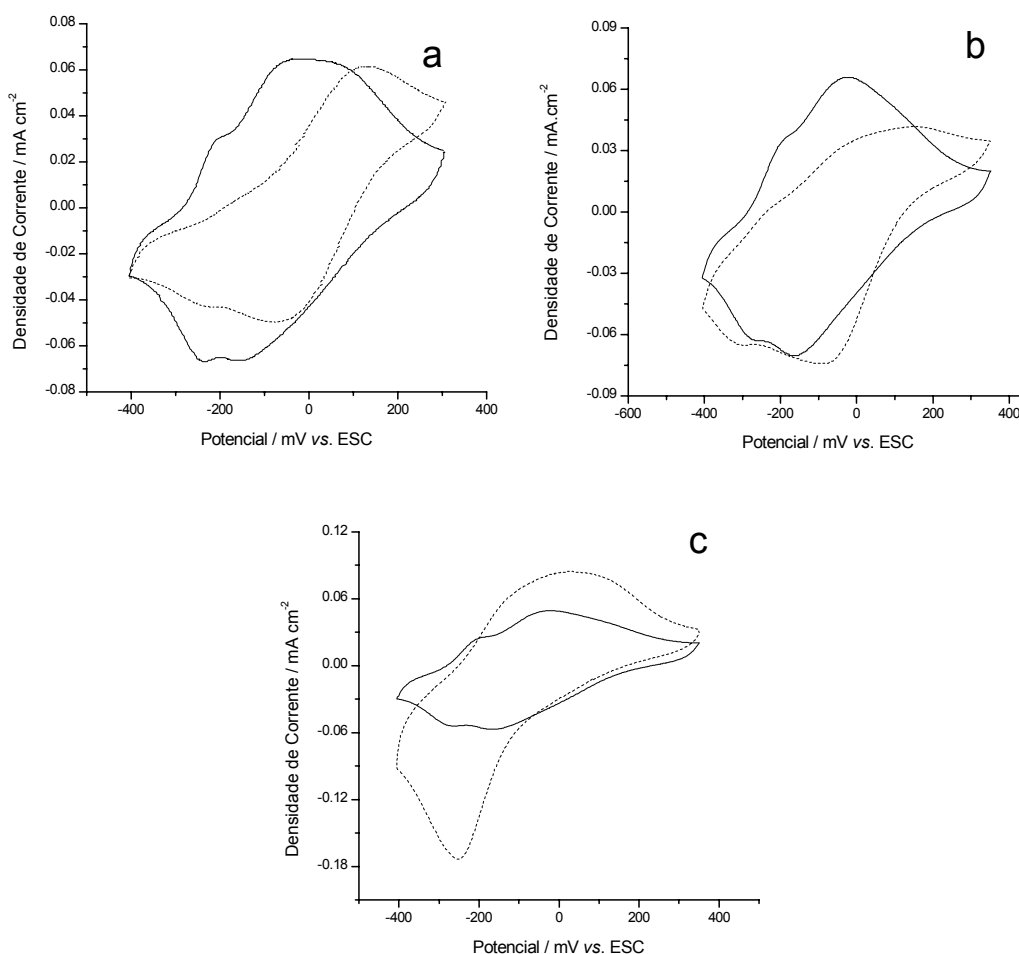 a
0.08
0.06
0.04
0.02
0.00
-0.02
-0.04
-0.06
-0.08
-400 -200 0 200 400
Densidade de Corrente / mA cm-2
Potencial / mV vs. ESC
b
0.09
0.06
0.03
0.00
-0.03
-0.06
-0.09
-600 -400 -200 0 200 400
Densidade de Corrente / mA.cm-2
Potencial / mV vs. ESC
c
0.12
0.06
0.00
-0.06
-0.12
-0.18
-400 -200 0 200 400
Densidade de Corrente / mA cm-2
Potencial / mV vs. ESC